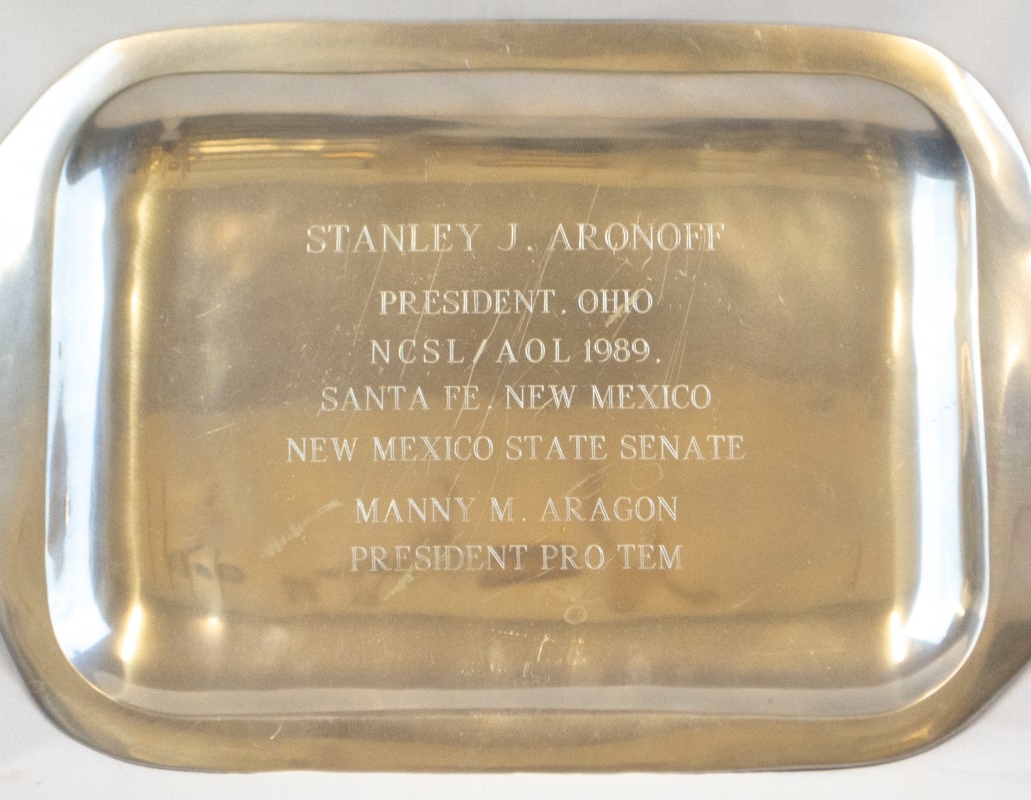 STANLEY J. ARONOFF
PRESIDENT. OHIO
NCSL/AOL 1989.
SANTA FE. NEW MEXICO
NEW MEXICO STATE SENATE
MANNY M. ARAGON
PRESIDENT PRO TEM